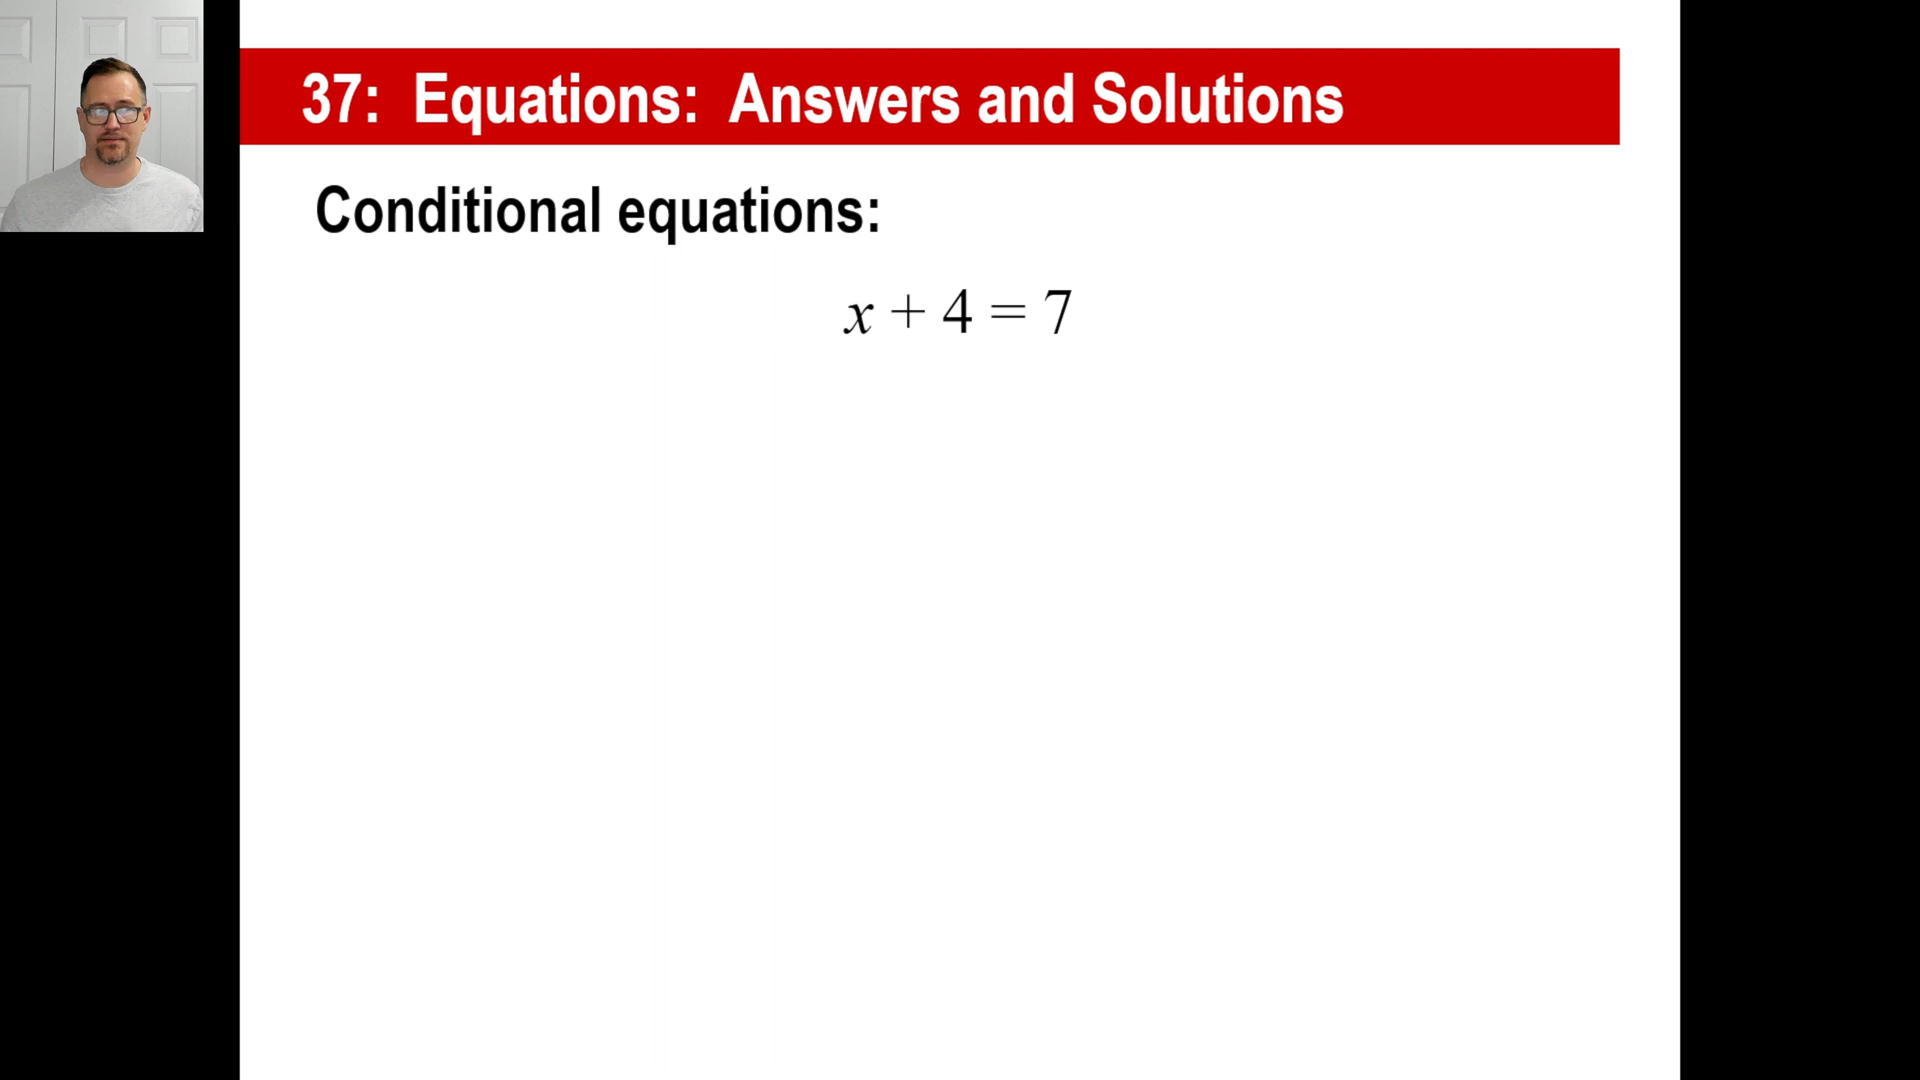 37: Equations: Answers and Solutions
Conditional equations:
x + 4 = 7